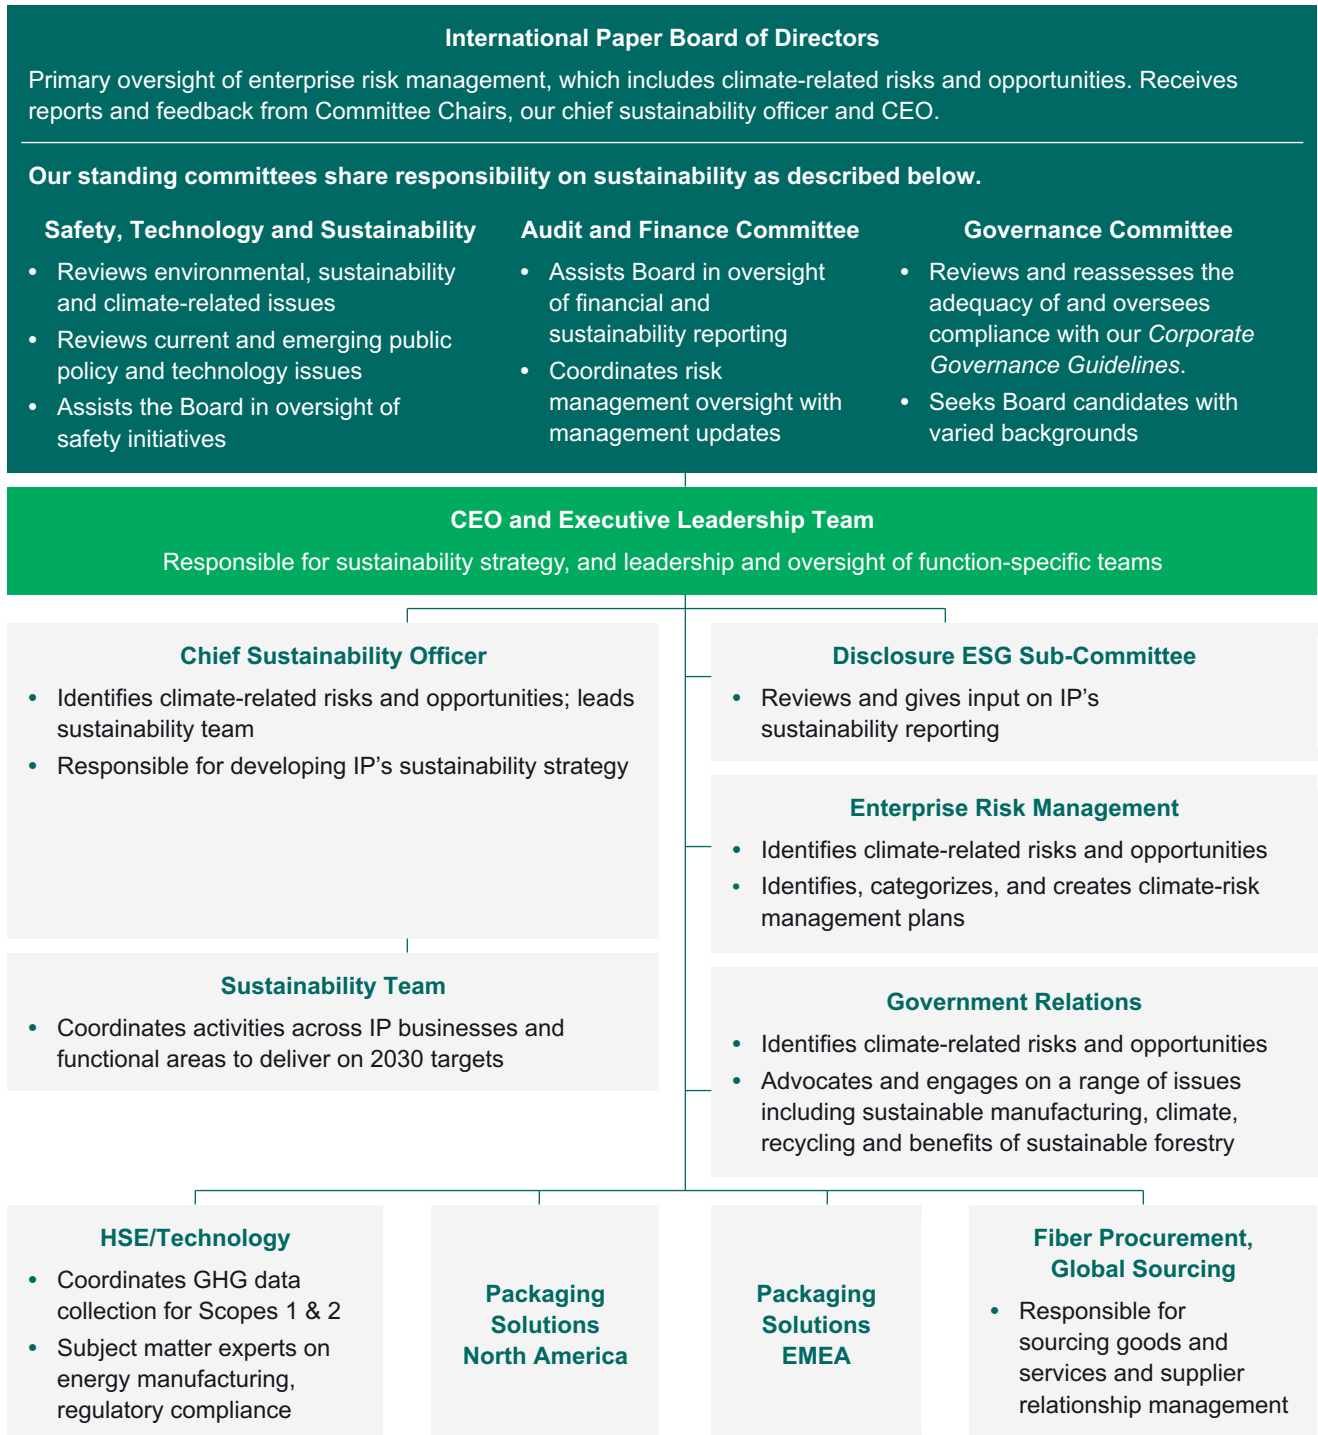 International Paper Board of Directors
Primary oversight of enterprise risk management, which includes climate-related risks and opportunities. Receives
reports and feedback from Committee Chairs, our chief sustainability officer and CEO.
Our standing committees share responsibility on sustainability as described below.
Safety, Technology and Sustainability
• Reviews environmental, sustainability
and climate-related issues
• Reviews current and emerging public
policy and technology issues
• Assists the Board in oversight of
safety initiatives
Audit and Finance Committee
• Assists Board in oversight
of financial and
sustainability reporting
• Coordinates risk
management oversight with
management updates
Governance Committee
• Reviews and reassesses the
adequacy of and oversees
compliance with our Corporate
Governance Guidelines.
• Seeks Board candidates with
varied backgrounds
CEO and Executive Leadership Team
Responsible for sustainability strategy, and leadership and oversight of function-specific teams
Chief Sustainability Officer
• Identifies climate-related risks and opportunities; leads
sustainability team
• Responsible for developing IP’s sustainability strategy
Sustainability Team
• Coordinates activities across IP businesses and
functional areas to deliver on 2030 targets
Disclosure ESG Sub-Committee
• Reviews and gives input on IP’s
sustainability reporting
Enterprise Risk Management
• Identifies climate-related risks and opportunities
• Identifies, categorizes, and creates climate-risk
management plans
Government Relations
• Identifies climate-related risks and opportunities
• Advocates and engages on a range of issues
including sustainable manufacturing, climate,
recycling and benefits of sustainable forestry
HSE/Technology
• Coordinates GHG data
collection for Scopes 1 & 2
• Subject matter experts on
energy manufacturing,
regulatory compliance
Packaging
Solutions
North America
Packaging
Solutions
EMEA
Fiber Procurement,
Global Sourcing
• Responsible for
sourcing goods and
services and supplier
relationship management